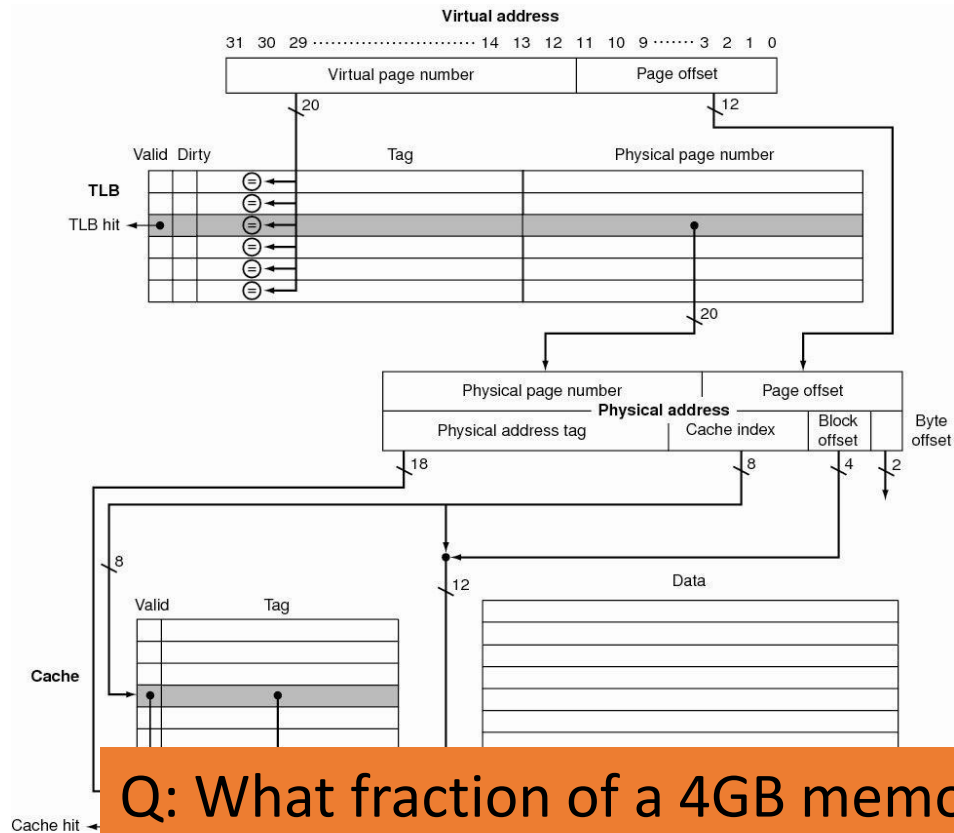 Virtual address
31 30 29 ........................ 14 13 12 11 10 9 ....... 3 2 1 0
Virtual page number Page offset
20 12
Valid Dirty Tag Physical page number
TLB
=
=
TLB hit =
=
=
=
20
Physical page number Page offset
Physical address
Physical address tag Cache index Block offset Byte offset
18 8 4 2
8
12
Data
Valid Tag
Cache
Q: What fraction of a 4GB
Cache hit